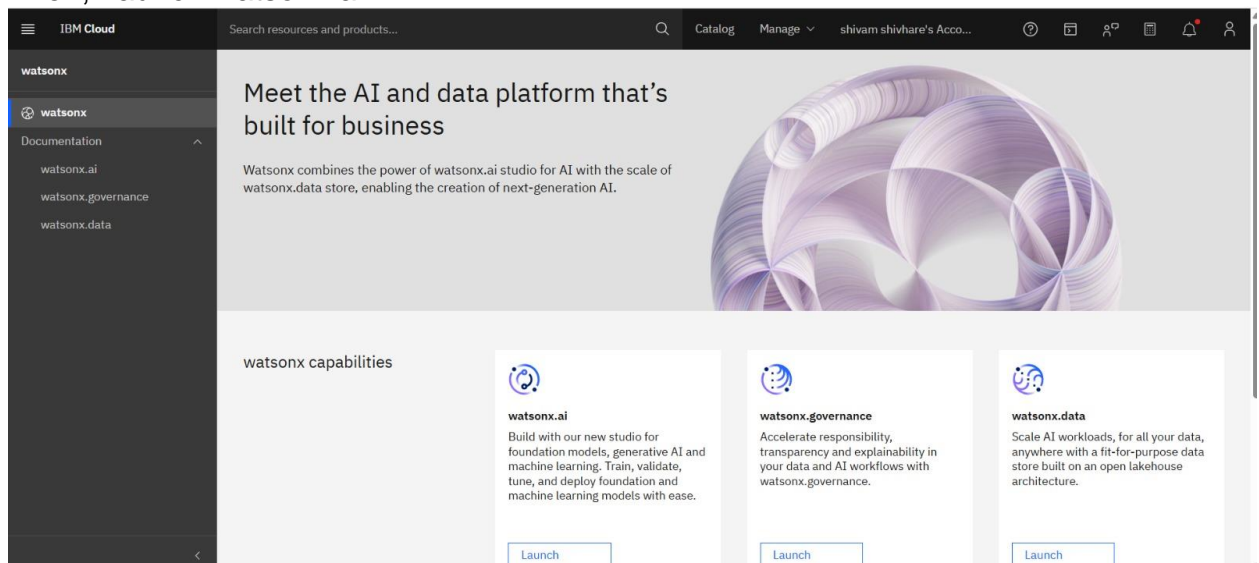 IBM Cloud
Search resources and products...
Catalog
Manage
shivam shivhare's Acco...
watsonx
watsonx
Documentation
watsonx.ai
watsonx.governance
watsonx.data
Meet the AI and data platform that's
built for business
Watsonx combines the power of watsonx.ai studio for AI with the scale of
watsonx.data store, enabling the creation of next-generation AI.
watsonx capabilities
watsonx.ai
Build with our new studio for
foundation models, generative AI and
machine learning. Train, validate,
tune, and deploy foundation and
machine learning models with ease.
Launch
watsonx.governance
Accelerate responsibility,
transparency and explainability in
your data and AI workflows with
watsonx.governance.
Launch
watsonx.data
Scale AI workloads, for all your data,
anywhere with a fit-for-purpose data
store built on an open lakehouse
architecture.
Launch